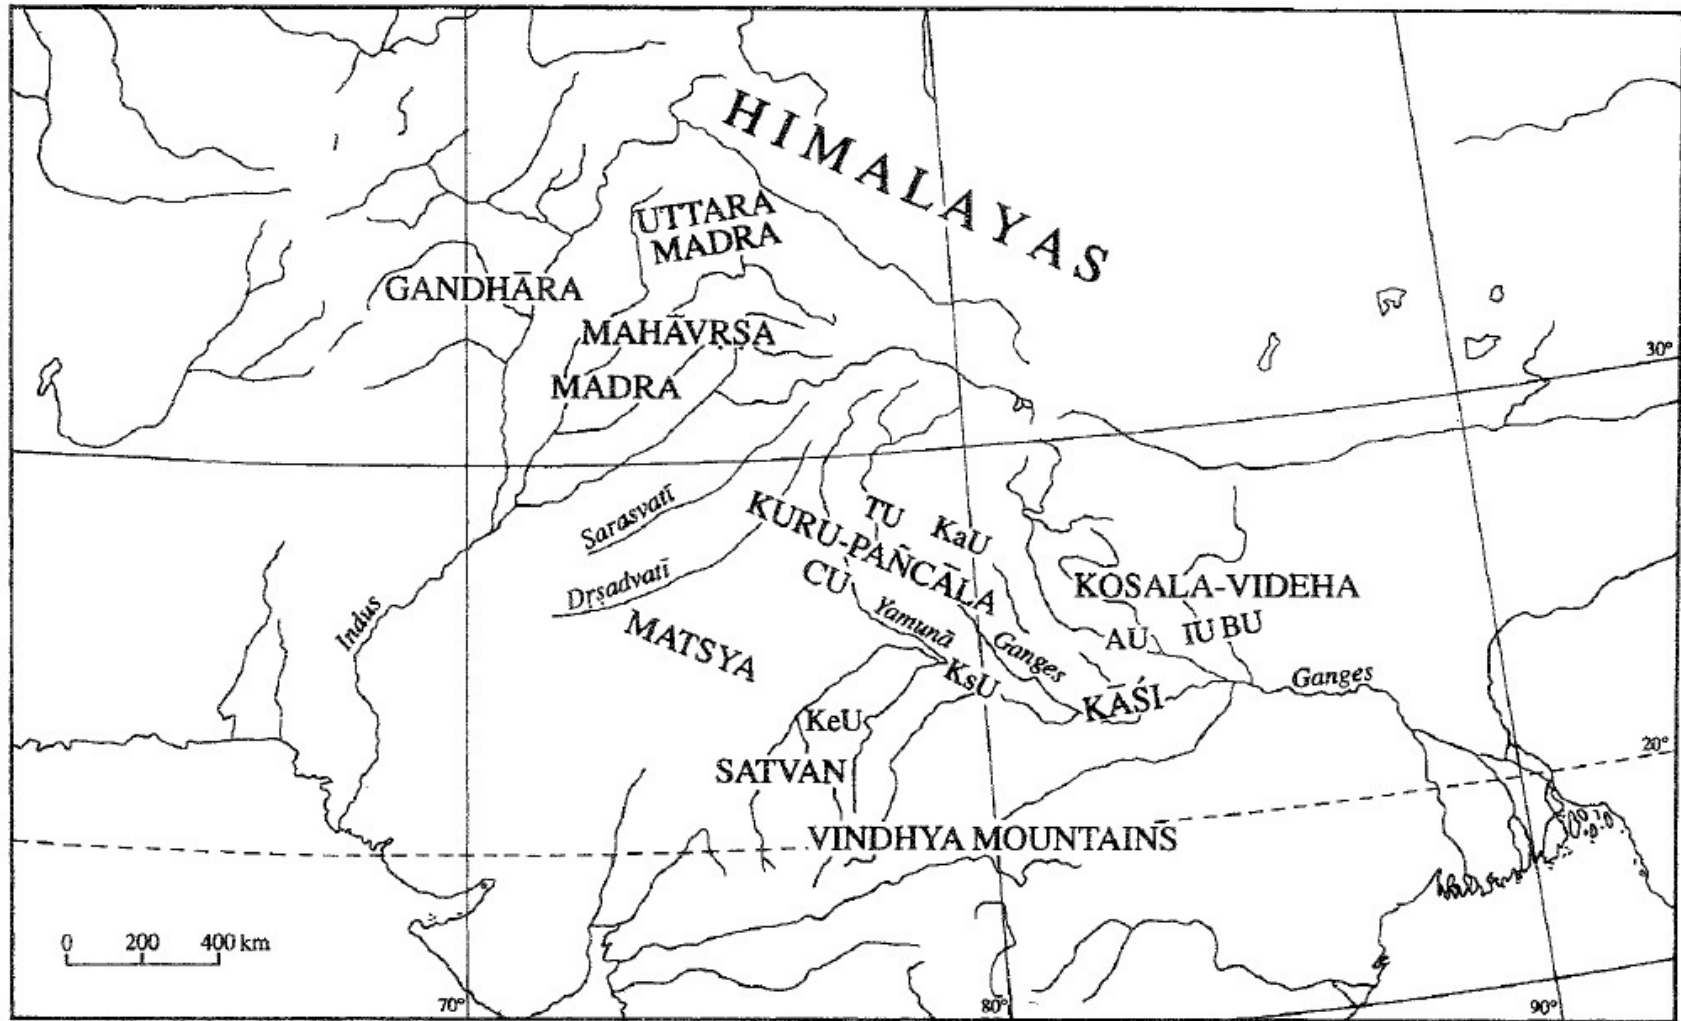 HIMALAYAS
UTTARA
MADRA
GANDHĀRA
MAHĀVṚṢA
MADRA
30°
Sarasvatī
TU
KaU
KURU-PAÑCĀLA
CU
Dṛṣadvatī
KOSALA-VIDEHA
Indus
MATSYA
Yamunā
Ganges
AU
IU BU
KsU
KĀŚI
Ganges
KeU
20°
SATVAN
VINDHYA MOUNTAINS
0 200 400 km
70°
80°
90°